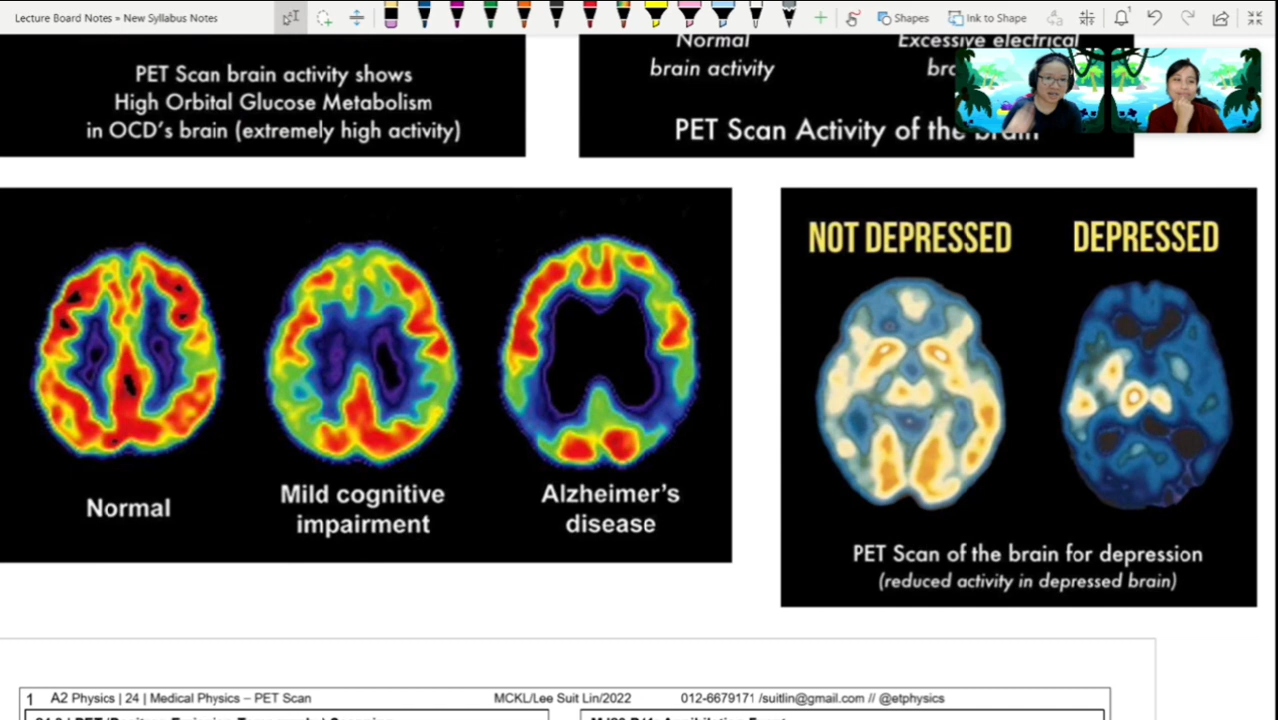 Lecture Board Notes » New Syllabus Notes
Shapes
Ink to Shape
1
PET Scan brain activity shows
High Orbital Glucose Metabolism
in OCD's brain (extremely high activity)
Normal
brain activity
Excessive electrical
PET Scan Activity of the brain
Normal
Mild cognitive
impairment
Alzheimer's
disease
NOT DEPRESSED
DEPRESSED
PET Scan of the brain for depression
(reduced activity in depressed brain)
1 A2 Physics | 24 | Medical Physics – PET Scan
MCKL/Lee Suit Lin/2022
012-6679171 /suitlin@gmail.com // @etphysics